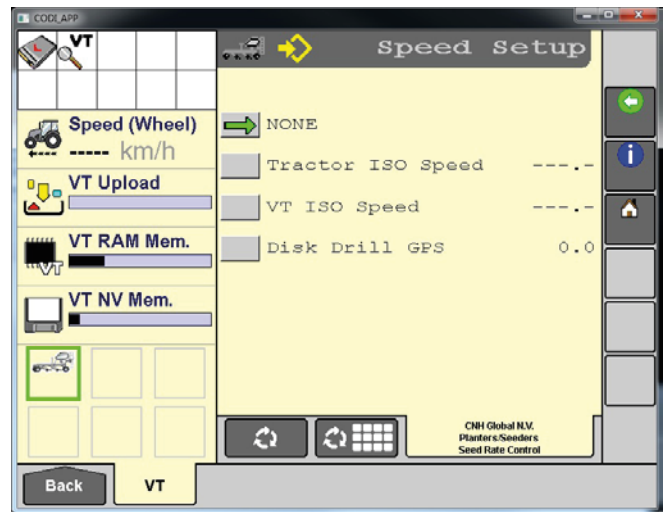 CODI_APP
VT
Speed Setup
Speed (Wheel)
----- km/h
VT Upload
VT RAM Mem.
VT
VT NV Mem.
NONE
Tractor ISO Speed ---.-
VT ISO Speed ---.-
Disk Drill GPS 0.0
i
CNH Global N.V.
Planters/Seeders
Seed Rate Control
Back
VT